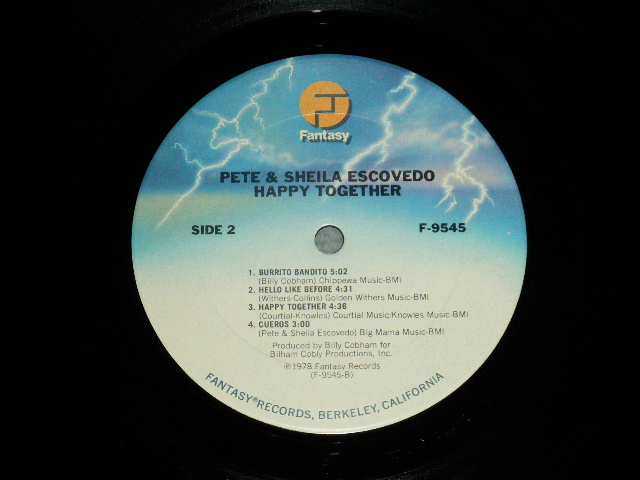 Fantasy
PETE & SHEILA ESCOVEDO
HAPPY TOGETHER
SIDE 2
F-9545
1. BURRITO BANDITO 5:02
(Billy Cobham) Chippewa Music-BMI
2. HELLO LIKE BEFORE 4:31
(Withers-Collins) Golden Withers Music-BMI
3. HAPPY TOGETHER 4:36
(Courtial-Knowles) Courtial Music/Knowles Music-BMI
4. CUEROS 3:00
(Pete & Sheila Escovedo) Big Mama Music-BMI
Produced by Billy Cobham for
Bilham Cobly Productions, Inc.
℗1978 Fantasy Records
(F-9545-B)
FANTASY® RECORDS, BERKELEY, CALIFORNIA